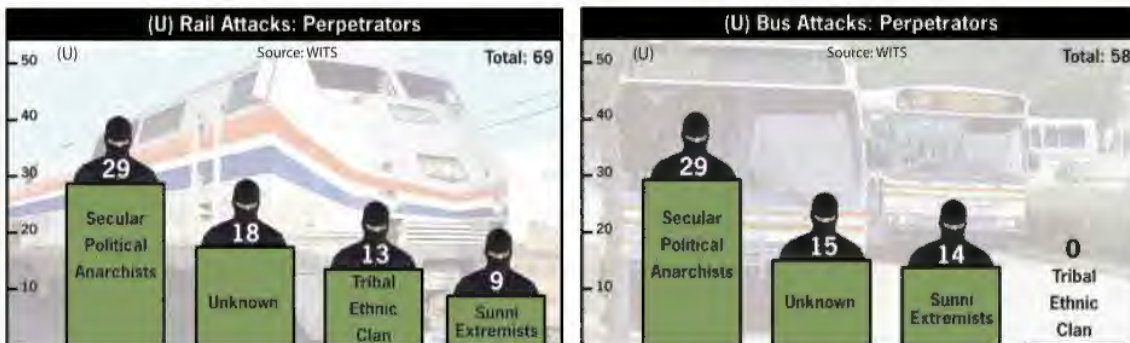 (U) Rail Attacks: Perpetrators
(U)
Source: WITS
Total: 69
50
40
30
20
10
29
Secular
Political
Anarchists
18
Unknown
13
Tribal
Ethnic
Clan
9
Sunni
Extremists
(U) Bus Attacks: Perpetrators
(U)
Source: WITS
Total: 58
50
40
30
20
10
29
Secular
Political
Anarchists
15
Unknown
14
Sunni
Extremists
0
Tribal
Ethnic
Clan